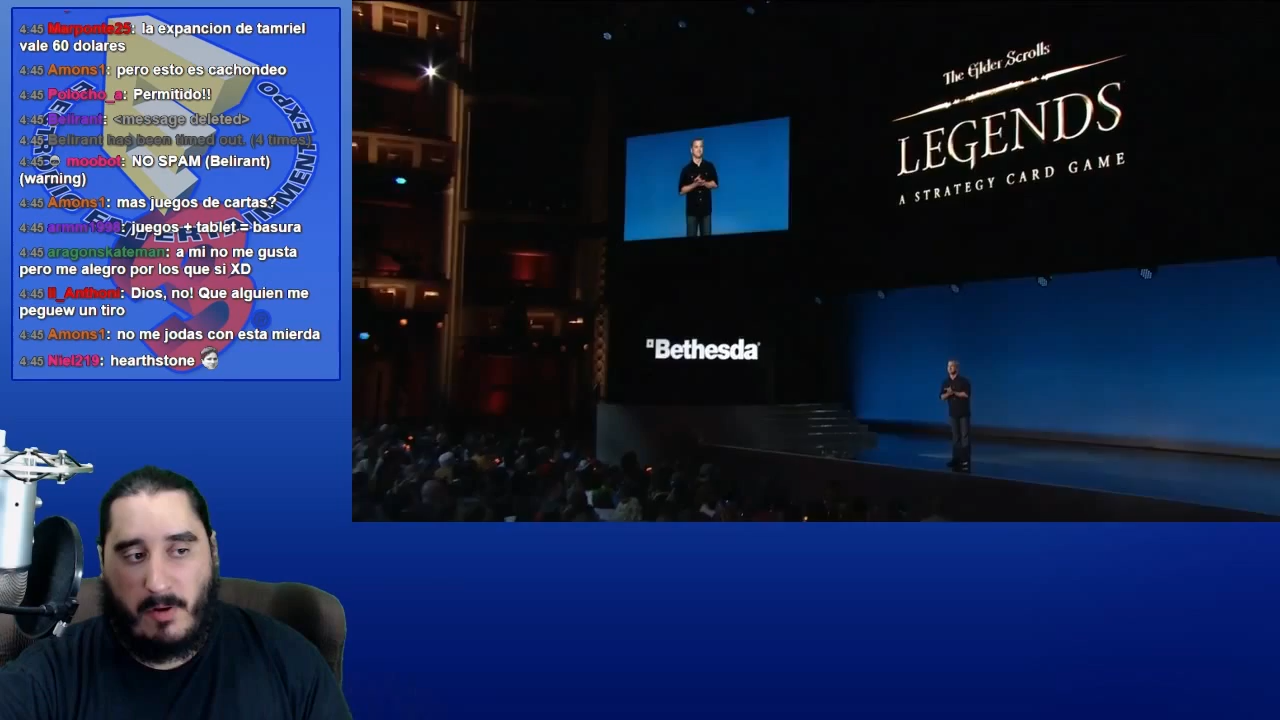 4:45 Marponte25: la expancion de tamriel
vale 60 dolares
4:45 Amons1: pero esto es cachondeo
4:45 Polocho_a: Permitido!!
4:45 Belirant: <message deleted>
4:45 Belirant has been timed out. (4 times)
4:45 moobot: NO SPAM (Belirant)
(warning)
4:45 Amons1: mas juegos de cartas?
4:45 armm1998: juegos + tablet = basura
4:45 aragonskateman: a mi no me gusta
pero me alegro por los que si XD
4:45 Il_Anthoni: Dios, no! Que alguien me
peguew un tiro
4:45 Amons1: no me jodas con esta mierda
4:45 Niel219: hearthstone
The Elder Scrolls
LEGENDS
A STRATEGY CARD GAME
Bethesda